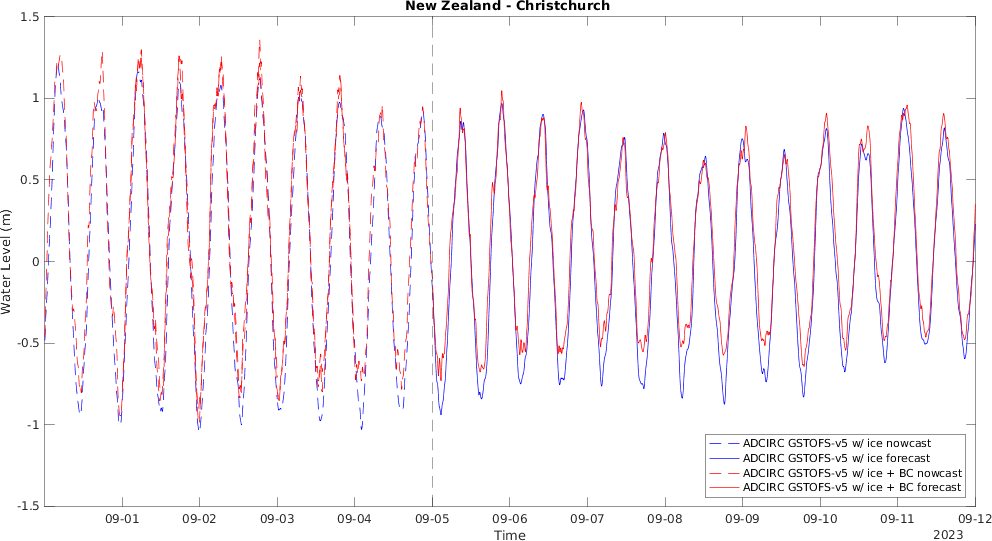 New Zealand - Christchurch
Water Level (m)
1.5
1
0.5
0
-0.5
-1
-1.5
09-01 09-02 09-03 09-04 09-05 09-06 09-07 09-08 09-09 09-10 09-11 09-12
Time
2023
ADCIRC GSTOFS-v5 w/ ice nowcast
ADCIRC GSTOFS-v5 w/ ice forecast
ADCIRC GSTOFS-v5 w/ ice + BC nowcast
ADCIRC GSTOFS-v5 w/ ice + BC forecast